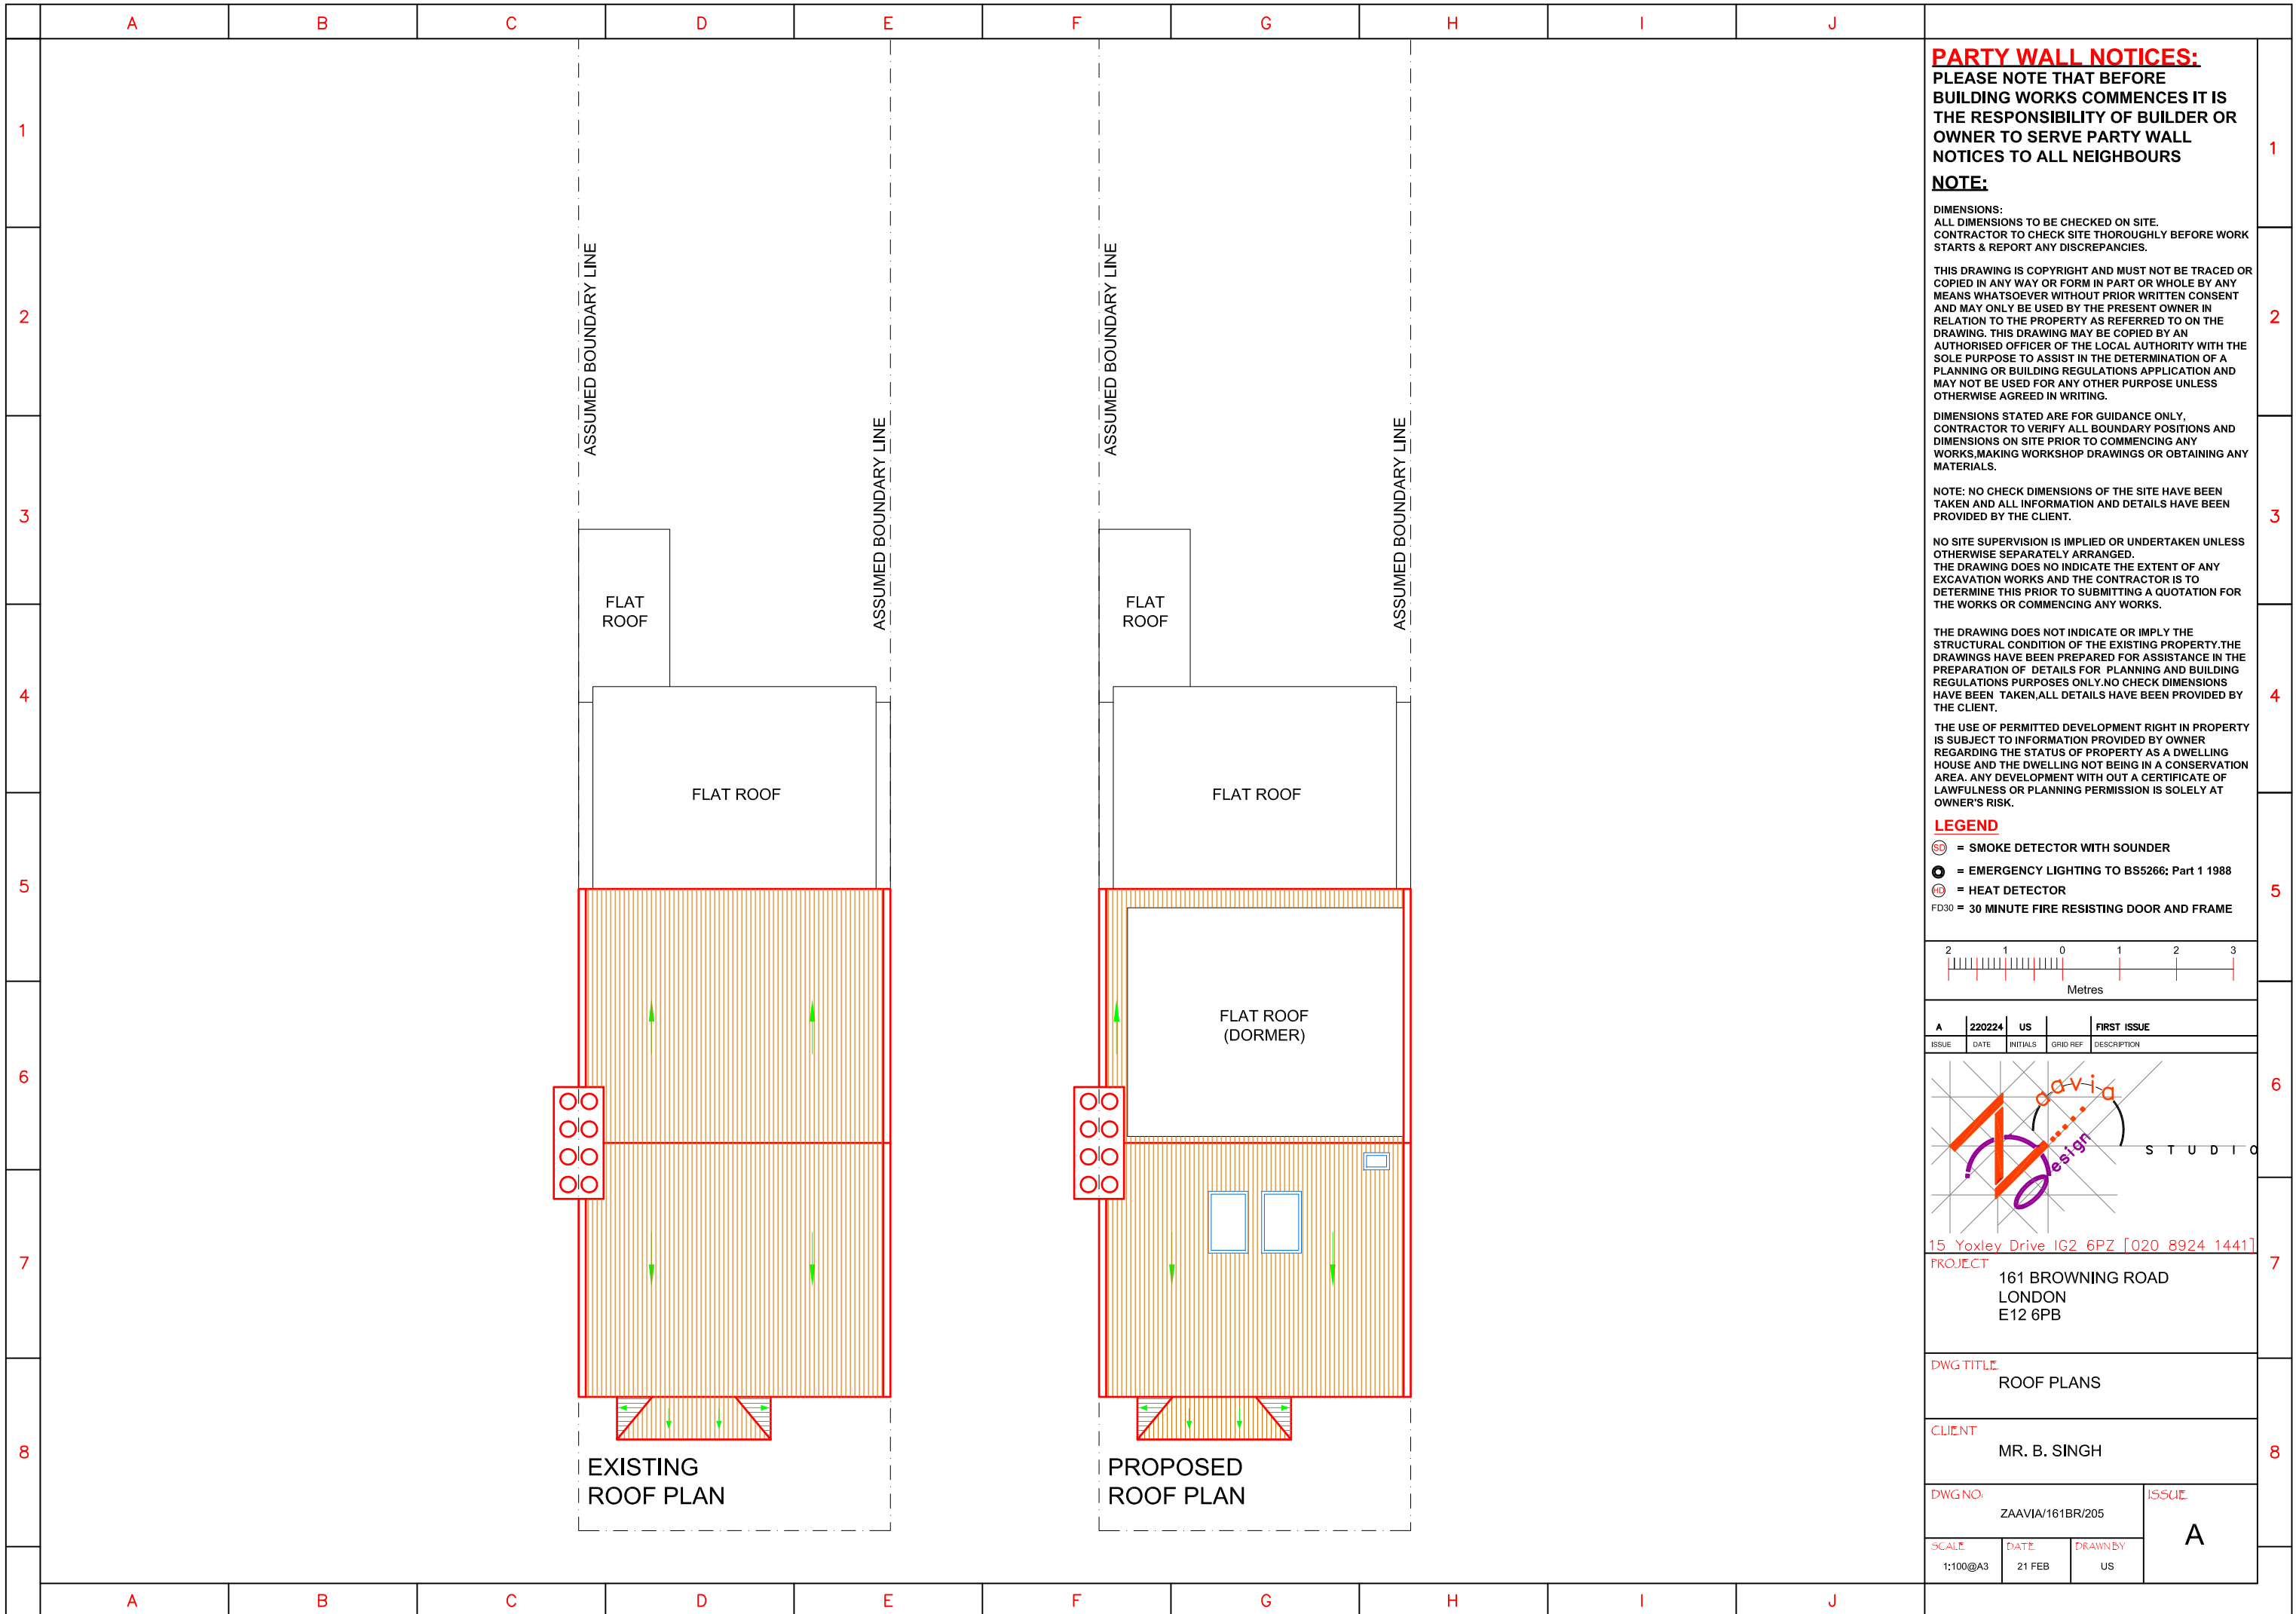 A B C D E F G H I J
1
2
3
4
5
6
7
8
ASSUMED BOUNDARY LINE
ASSUMED BOUNDARY LINE
FLAT
ROOF
FLAT ROOF
EXISTING
ROOF PLAN
ASSUMED BOUNDARY LINE
ASSUMED BOUNDARY LINE
FLAT
ROOF
FLAT ROOF
FLAT ROOF
(DORMER)
PROPOSED
ROOF PLAN
PARTY WALL NOTICES:
PLEASE NOTE THAT BEFORE
BUILDING WORKS COMMENCES IT IS
THE RESPONSIBILITY OF BUILDER OR
OWNER TO SERVE PARTY WALL
NOTICES TO ALL NEIGHBOURS
NOTE:
DIMENSIONS:
ALL DIMENSIONS TO BE CHECKED ON SITE.
CONTRACTOR TO CHECK SITE THOROUGHLY BEFORE WORK
STARTS & REPORT ANY DISCREPANCIES.
THIS DRAWING IS COPYRIGHT AND MUST NOT BE TRACED OR
COPIED IN ANY WAY OR FORM IN PART OR WHOLE BY ANY
MEANS WHATSOEVER WITHOUT PRIOR WRITTEN CONSENT
AND MAY ONLY BE USED BY THE PRESENT OWNER IN
RELATION TO THE PROPERTY AS REFERRED TO ON THE
DRAWING. THIS DRAWING MAY BE COPIED BY AN
AUTHORISED OFFICER OF THE LOCAL AUTHORITY WITH THE
SOLE PURPOSE TO ASSIST IN THE DETERMINATION OF A
PLANNING OR BUILDING REGULATIONS APPLICATION AND
MAY NOT BE USED FOR ANY OTHER PURPOSE UNLESS
OTHERWISE AGREED IN WRITING.
DIMENSIONS STATED ARE FOR GUIDANCE ONLY,
CONTRACTOR TO VERIFY ALL BOUNDARY POSITIONS AND
DIMENSIONS ON SITE PRIOR TO COMMENCING ANY
WORKS,MAKING WORKSHOP DRAWINGS OR OBTAINING ANY
MATERIALS.
NOTE: NO CHECK DIMENSIONS OF THE SITE HAVE BEEN
TAKEN AND ALL INFORMATION AND DETAILS HAVE BEEN
PROVIDED BY THE CLIENT.
NO SITE SUPERVISION IS IMPLIED OR UNDERTAKEN UNLESS
OTHERWISE SEPARATELY ARRANGED.
THE DRAWING DOES NO INDICATE THE EXTENT OF ANY
EXCAVATION WORKS AND THE CONTRACTOR IS TO
DETERMINE THIS PRIOR TO SUBMITTING A QUOTATION FOR
THE WORKS OR COMMENCING ANY WORKS.
THE DRAWING DOES NOT INDICATE OR IMPLY THE
STRUCTURAL CONDITION OF THE EXISTING PROPERTY.THE
DRAWINGS HAVE BEEN PREPARED FOR ASSISTANCE IN THE
PREPARATION OF DETAILS FOR PLANNING AND BUILDING
REGULATIONS PURPOSES ONLY.NO CHECK DIMENSIONS
HAVE BEEN TAKEN,ALL DETAILS HAVE BEEN PROVIDED BY
THE CLIENT.
THE USE OF PERMITTED DEVELOPMENT RIGHT IN PROPERTY
IS SUBJECT TO INFORMATION PROVIDED BY OWNER
REGARDING THE STATUS OF PROPERTY AS A DWELLING
HOUSE AND THE DWELLING NOT BEING IN A CONSERVATION
AREA. ANY DEVELOPMENT WITH OUT A CERTIFICATE OF
LAWFULNESS OR PLANNING PERMISSION IS SOLELY AT
OWNER'S RISK.
LEGEND
SD = SMOKE DETECTOR WITH SOUNDER
= EMERGENCY LIGHTING TO BS5266: Part 1 1988
HD = HEAT DETECTOR
FD30 = 30 MINUTE FIRE RESISTING DOOR AND FRAME
2 1 0 1 2 3
Metres
A 220224 US FIRST ISSUE
ISSUE DATE INITIALS GRID REF DESCRIPTION
aavia
Design
STUDIO
15 Yoxley Drive IG2 6PZ [020 8924 1441]
PROJECT
161 BROWNING ROAD
LONDON
E12 6PB
DWG TITLE
ROOF PLANS
CLIENT
MR. B. SINGH
DWG NO.
ZAAVIA/161BR/205
ISSUE
A
SCALE DATE DRAWN BY
1:100@A3 21 FEB US
1
2
3
4
5
6
7
8
A B C D E F G H I J